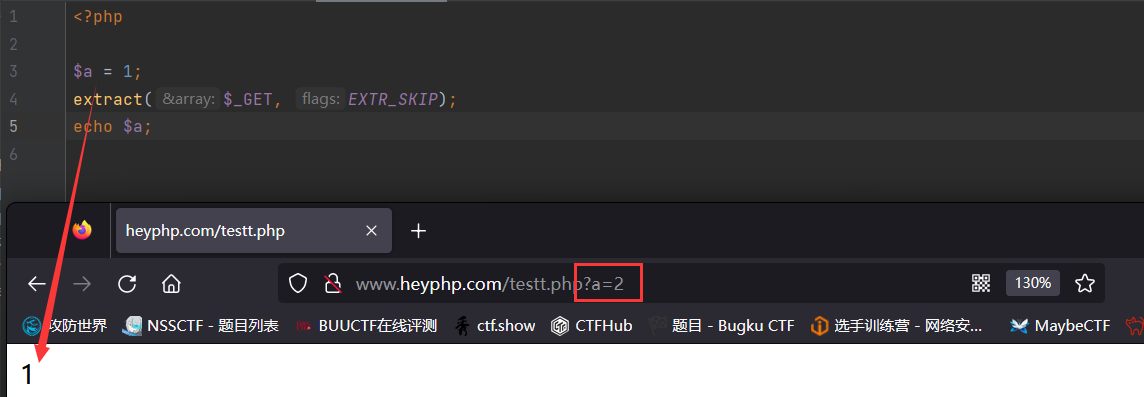 1 <?php
2
3 $a = 1;
4 extract( &array: $_GET, flags: EXTR_SKIP);
5 echo $a;
6
heyphp.com/testt.php
www.heyphp.com/testt.php?a=2 130%
攻防世界 NSSCTF - 题目列表 BUUCTF在线评测 ctf.show CTFHub 题目 - Bugku CTF 选手训练营 - 网络安... MaybeCTF
1